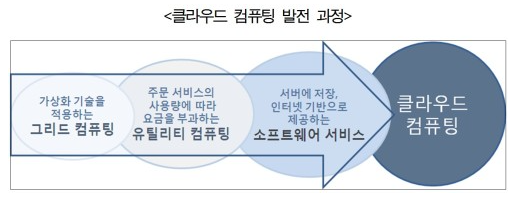 <클라우드 컴퓨팅 발전 과정>
가상화 기술을
적용하는
그리드 컴퓨팅
주문 서비스의
사용량에 따라
요금을 부과하는
유틸리티 컴퓨팅
서버에 저장,
인터넷 기반으로
제공하는
소프트웨어 서비스
클라우드
컴퓨팅